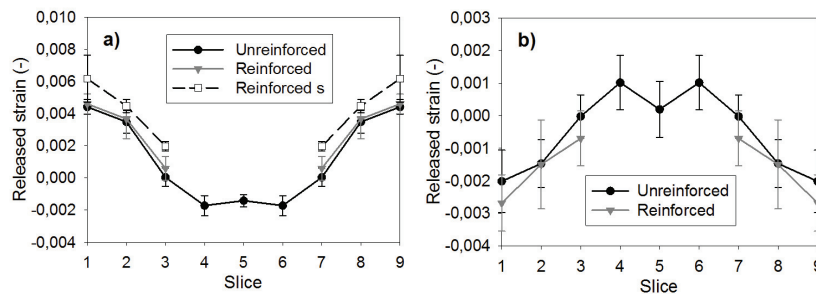 a)
Unreinforced
Reinforced
Reinforced s
Released strain (-)
0,010
0,008
0,006
0,004
0,002
0,000
-0,002
-0,004
1 2 3 4 5 6 7 8 9
Slice
b)
Unreinforced
Reinforced
Released strain (-)
0,003
0,002
0,001
0,000
-0,001
-0,002
-0,003
-0,004
1 2 3 4 5 6 7 8 9
Slice